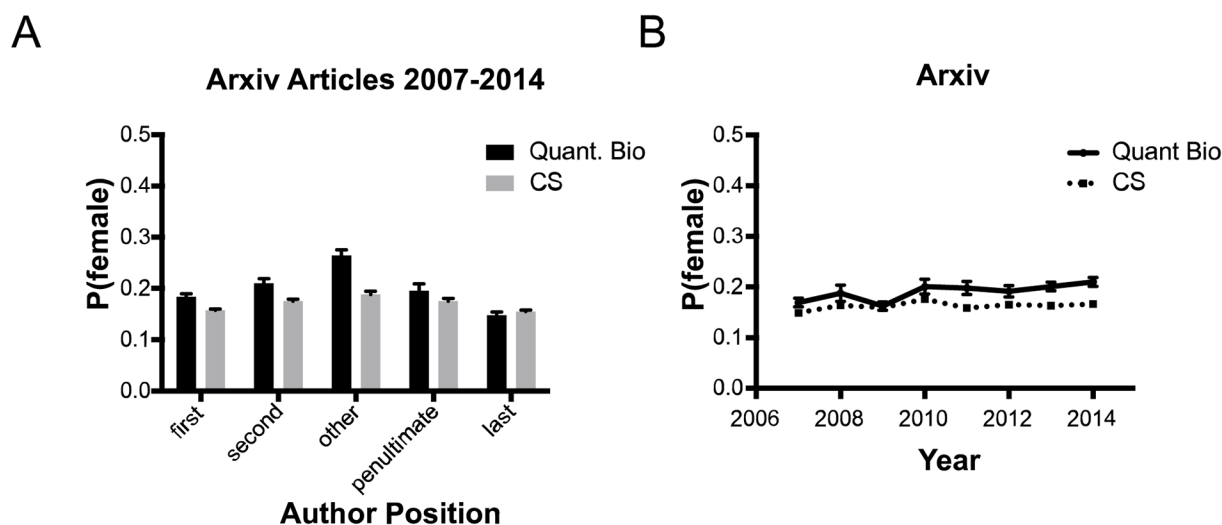 A
Arxiv Articles 2007-2014
P(female)
0.5
0.4
0.3
0.2
0.1
0.0
Quant. Bio
CS
first
second
other
penultimate
last
Author Position
B
Arxiv
P(female)
0.5
0.4
0.3
0.2
0.1
0.0
Quant Bio
CS
2006
2008
2010
2012
2014
Year